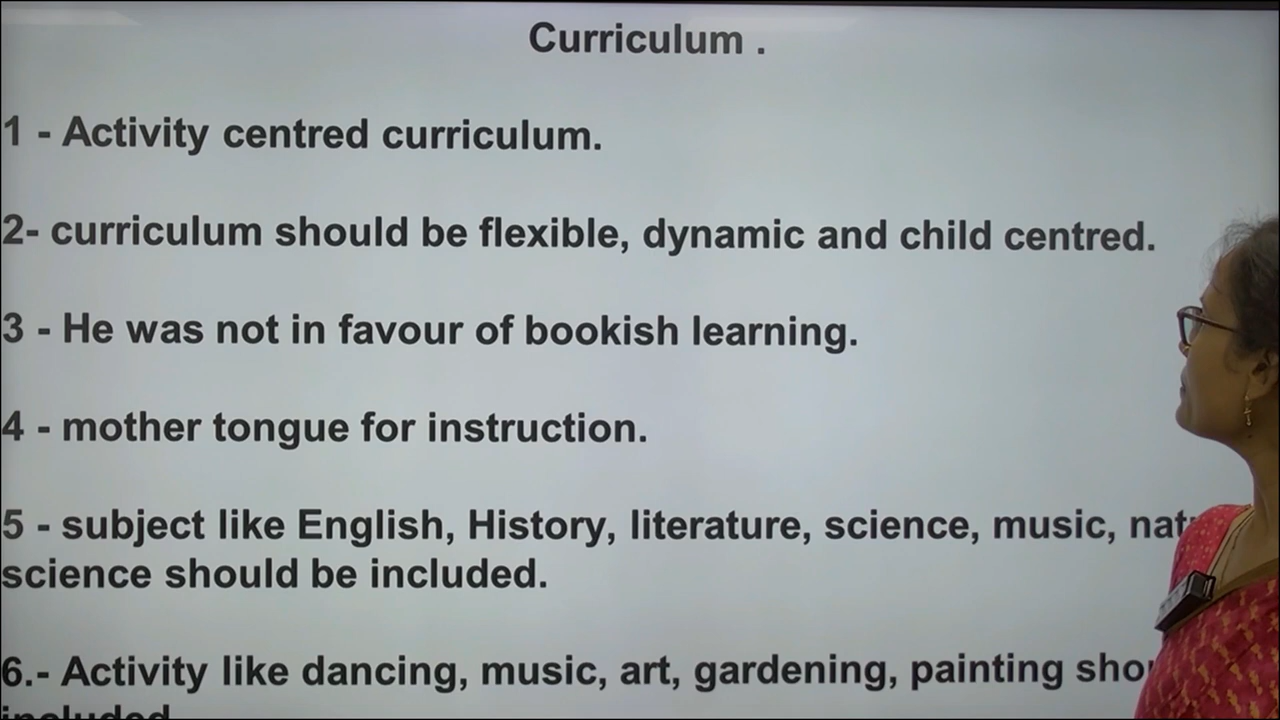 Curriculum .
1 - Activity centred curriculum.
2- curriculum should be flexible, dynamic and child centred.
3 - He was not in favour of bookish learning.
4 - mother tongue for instruction.
5 - subject like English, History, literature, science, music,
science should be included.
6.- Activity like dancing, music, art, gardening, painting
included